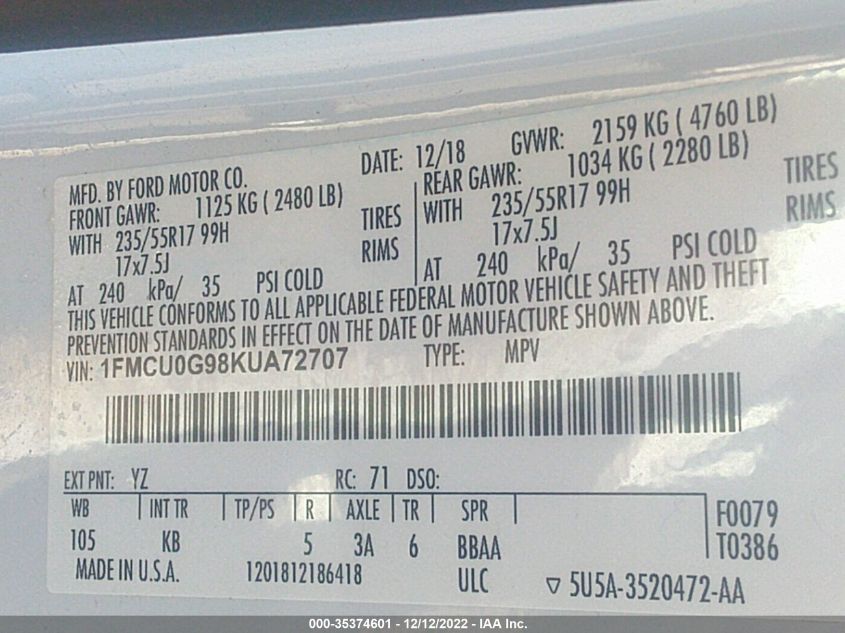 MFD. BY FORD MOTOR CO. DATE: 12/18 GVWR: 2159 KG ( 4760 LB)
FRONT GAWR: 1125 KG ( 2480 LB) REAR GAWR: 1034 KG ( 2280 LB)
WITH 235/55R17 99H TIRES WITH 235/55R17 99H TIRES
17x7.5J RIMS 17x7.5J RIMS
AT 240 kPa/ 35 PSI COLD AT 240 kPa/ 35 PSI COLD
THIS VEHICLE CONFORMS TO ALL APPLICABLE FEDERAL MOTOR VEHICLE SAFETY AND THEFT
PREVENTION STANDARDS IN EFFECT ON THE DATE OF MANUFACTURE SHOWN ABOVE.
VIN: 1FMCU0G98KUA72707 TYPE: MPV
EXT PNT: YZ RC: 71 DSO:
WB INT TR TP/PS R AXLE TR SPR F0079
105 KB 5 3A 6 BBAA T0386
MADE IN U.S.A. 1201812186418 ULC ▽ 5U5A-3520472-AA
000-35374601 - 12/12/2022 - IAA Inc.